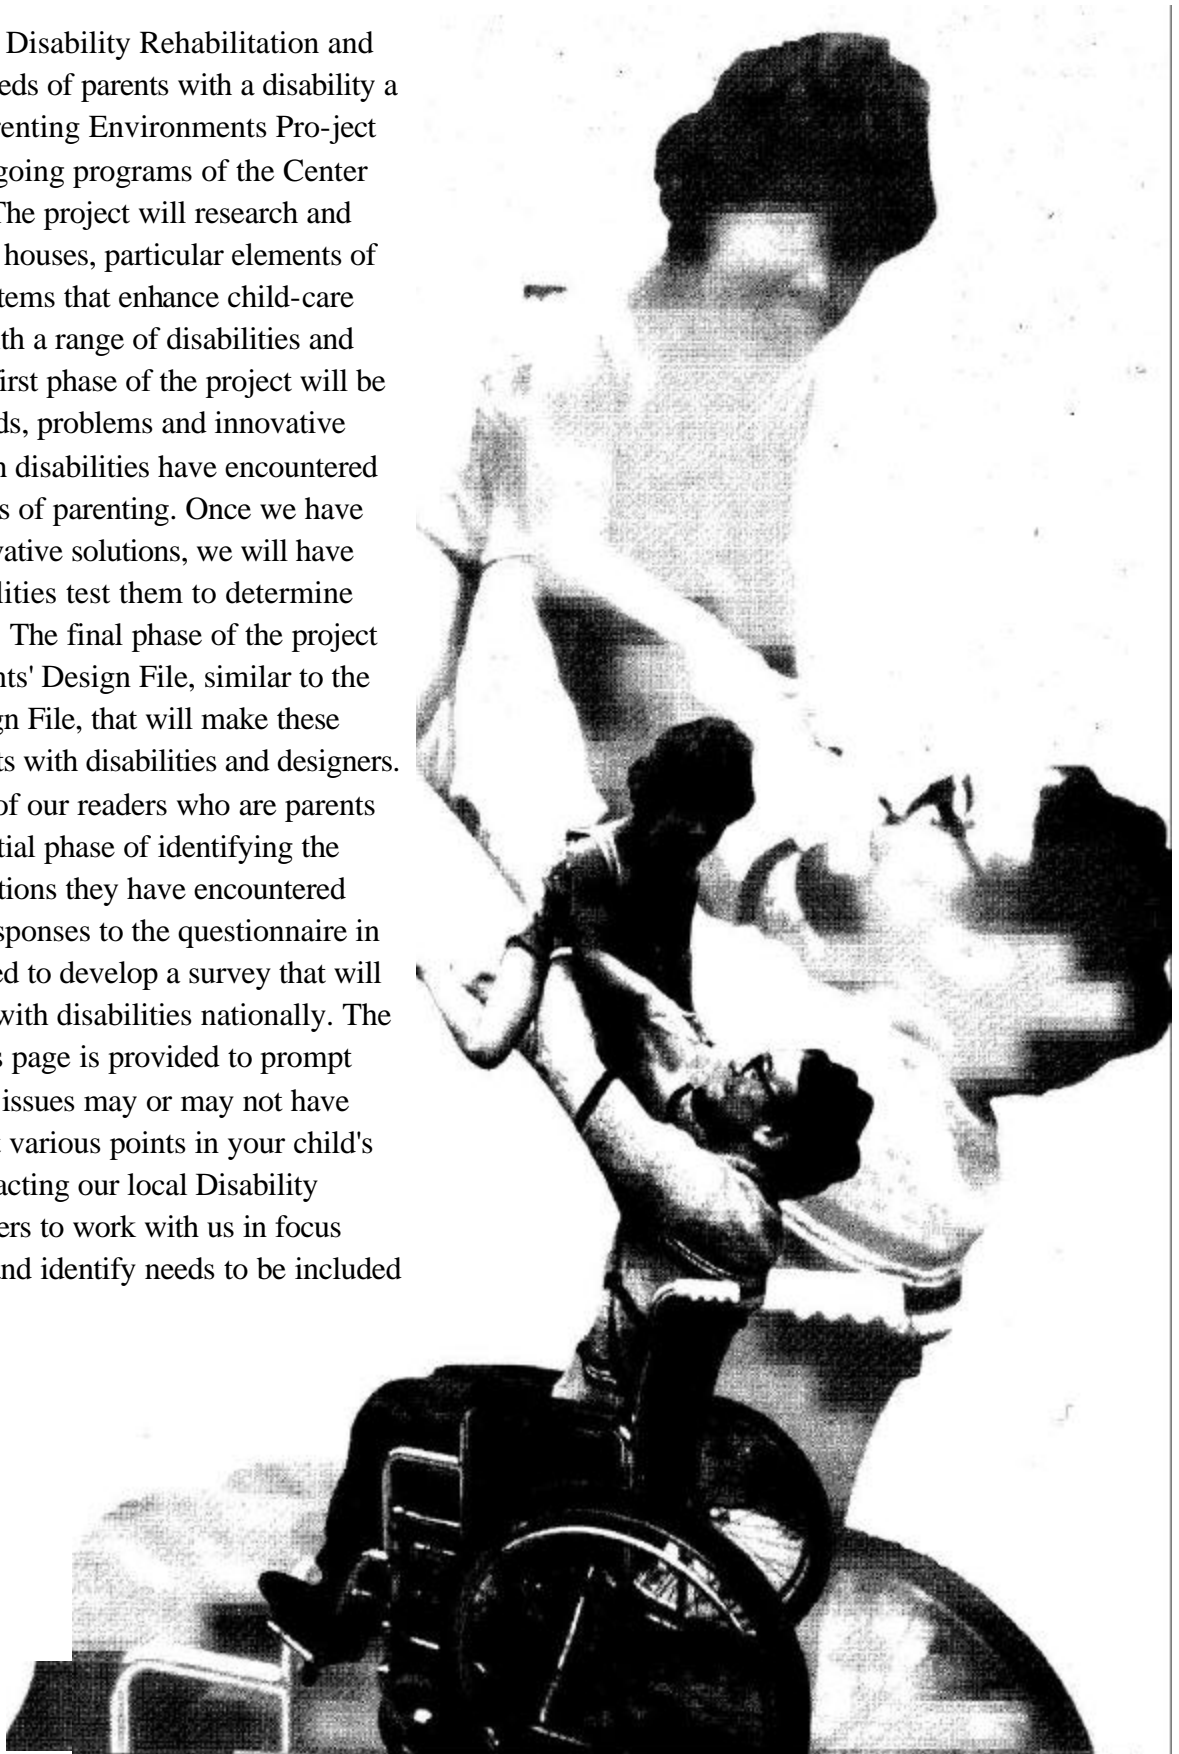 Disability Rehabilitation and
eds of parents with a disability a
renting Environments Pro-ject
going programs of the Center
The project will research and
houses, particular elements of
tems that enhance child-care
th a range of disabilities and
first phase of the project will be
ds, problems and innovative
n disabilities have encountered
s of parenting. Once we have
vative solutions, we will have
lities test them to determine
The final phase of the project
nts' Design File, similar to the
gn File, that will make these
ts with disabilities and designers.
of our readers who are parents
tial phase of identifying the
tions they have encountered
sponses to the questionnaire in
ed to develop a survey that will
with disabilities nationally. The
s page is provided to prompt
issues may or may not have
t various points in your child's
acting our local Disability
ers to work with us in focus
and identify needs to be included